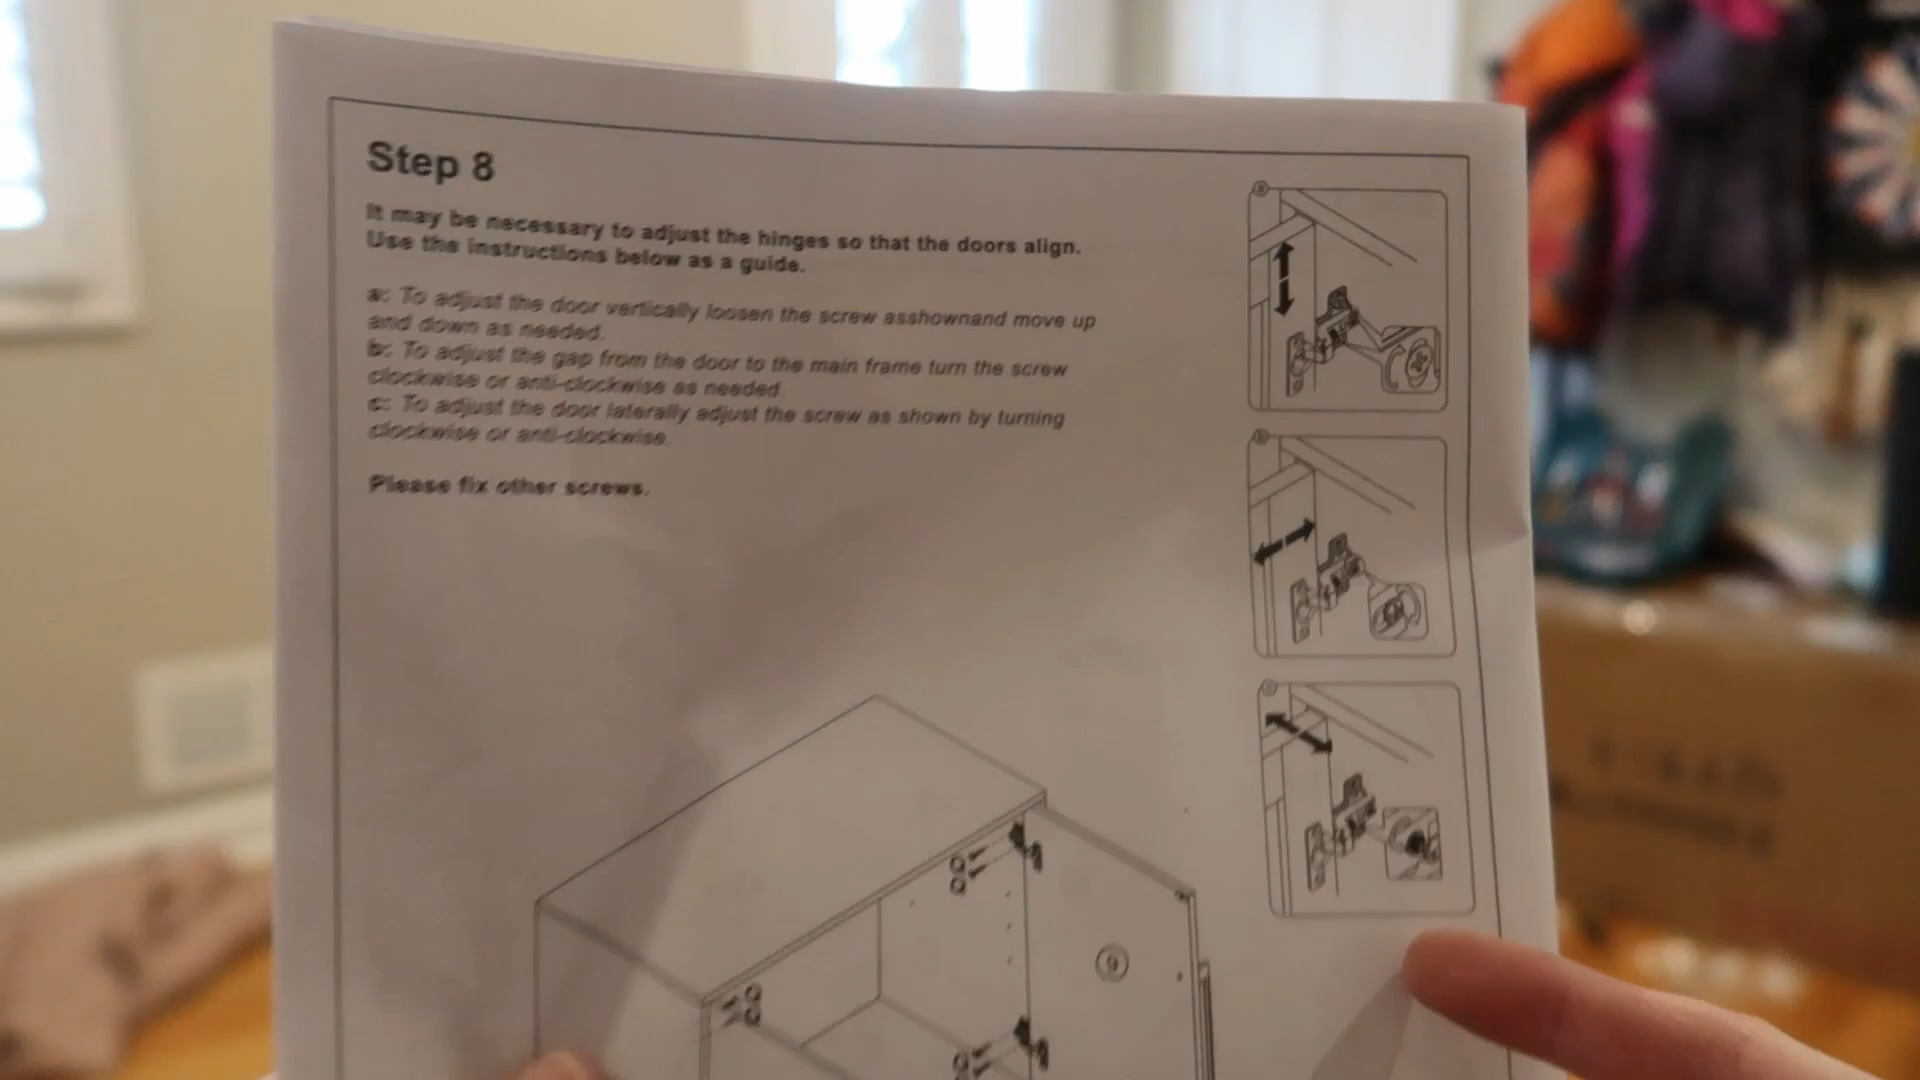 Step 8
It may be necessary to adjust the hinges so that the doors align.
Use the instructions below as a guide.
a: To adjust the door vertically loosen the screw asshownand move up
and down as needed.
b: To adjust the gap from the door to the main frame turn the screw
clockwise or anti-clockwise as needed.
c: To adjust the door laterally adjust the screw as shown by turning
clockwise or anti-clockwise.
Please fix other screws.
a
b
c
9